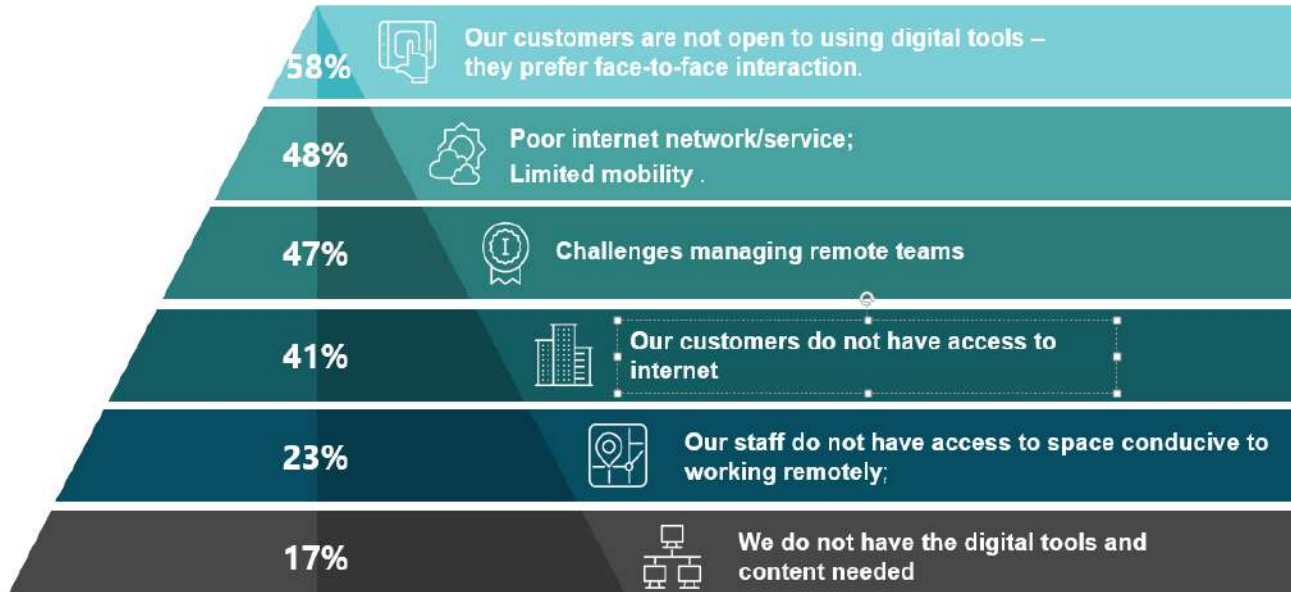 58%
Our customers are not open to using digital tools –
they prefer face-to-face interaction.
48%
Poor internet network/service;
Limited mobility .
47%
I
Challenges managing remote teams
41%
Our customers do not have access to
internet
23%
Our staff do not have access to space conducive to
working remotely;
17%
We do not have the digital tools and
content needed